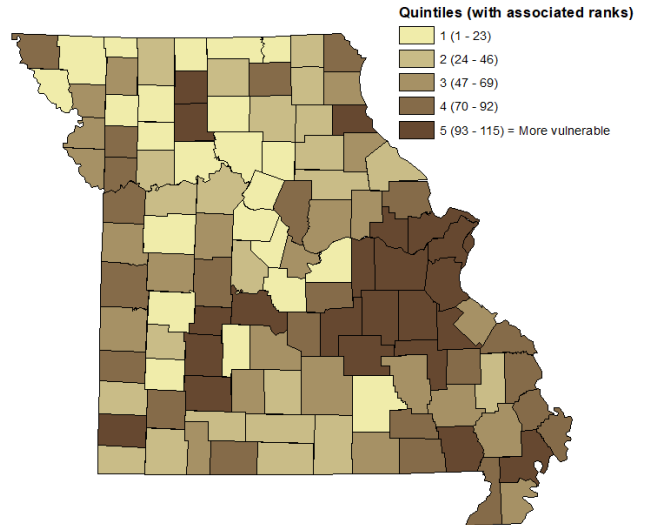 Quintiles (with associated ranks)
1 (1 - 23)
2 (24 - 46)
3 (47 - 69)
4 (70 - 92)
5 (93 - 115) = More vulnerable